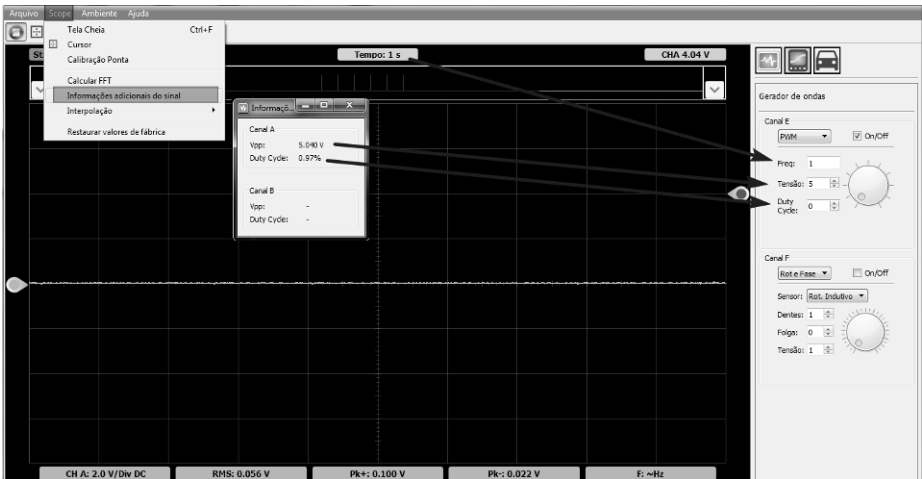 Arquivo Scope Ambiente Ajuda
Tela Cheia Ctrl+F
Cursor
Calibração Ponta
Calcular FFT
Informações adicionais do sinal
Interpolação
Restaurar valores de fábrica
St
Tempo: 1 s
CHA 4.04 V
Informaçõ...
Canal A
Vpp: 5.040 V
Duty Cycle: 0.97%
Canal B
Vpp: -
Duty Cycle: -
Gerador de ondas
Canal E
PWM On/Off
Freq: 1
Tensão: 5
Duty
Cycle: 0
Canal F
Rot e Fase On/Off
Sensor: Rot. Indutivo
Dentes: 1
Folga: 0
Tensão: 1
CH A: 2.0 V/Div DC
RMS: 0.056 V
Pk+: 0.100 V
Pk-: 0.022 V
F: ~Hz